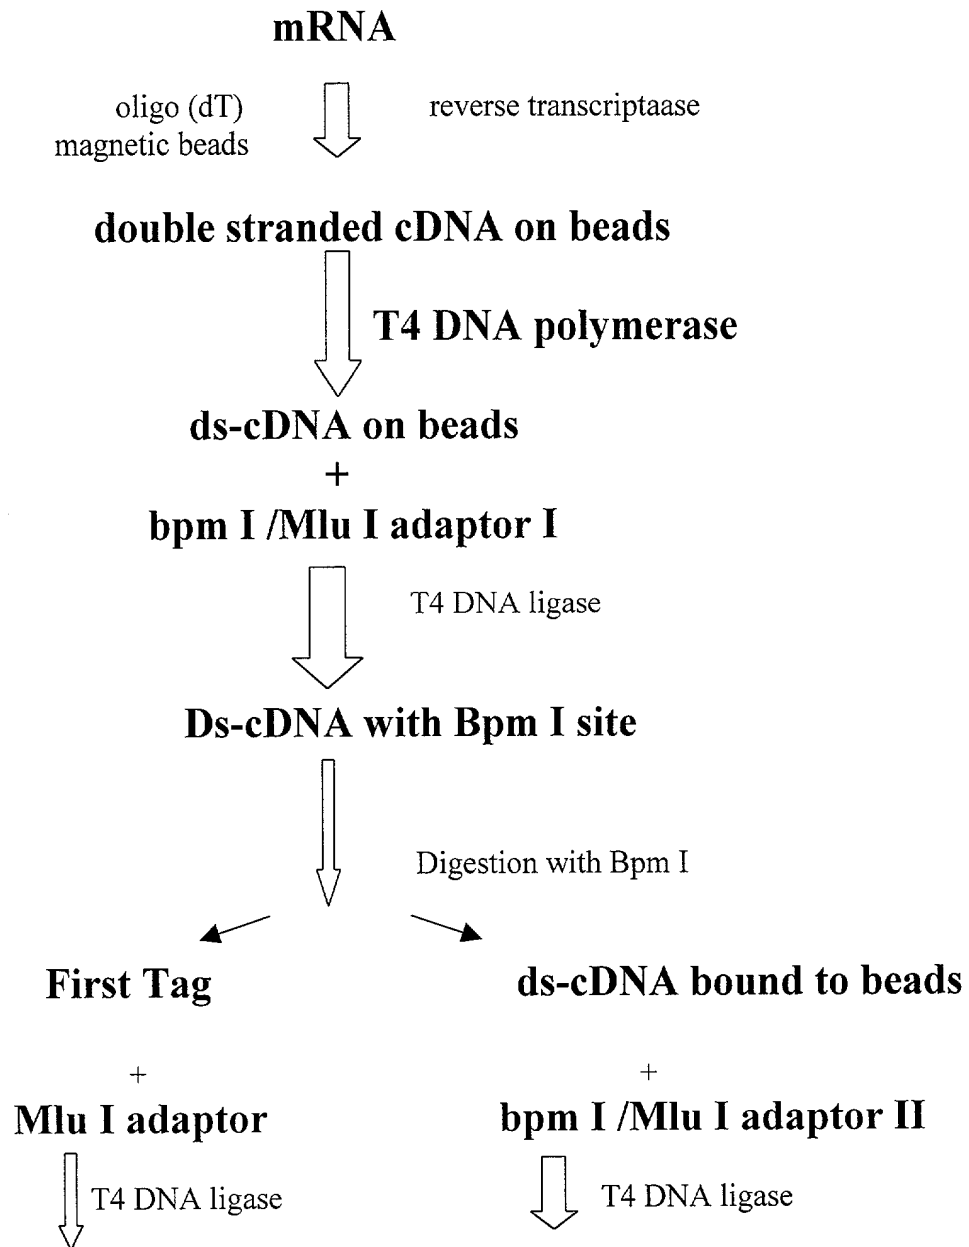 mRNA
oligo (dT)
magnetic beads
reverse transcriptaase
double stranded cDNA on beads
T4 DNA polymerase
ds-cDNA on beads
+
bpm I /Mlu I adaptor I
T4 DNA ligase
Ds-cDNA with Bpm I site
Digestion with Bpm I
First Tag
ds-cDNA bound to beads
+
+
Mlu I adaptor
bpm I /Mlu I adaptor II
T4 DNA ligase
T4 DNA ligase